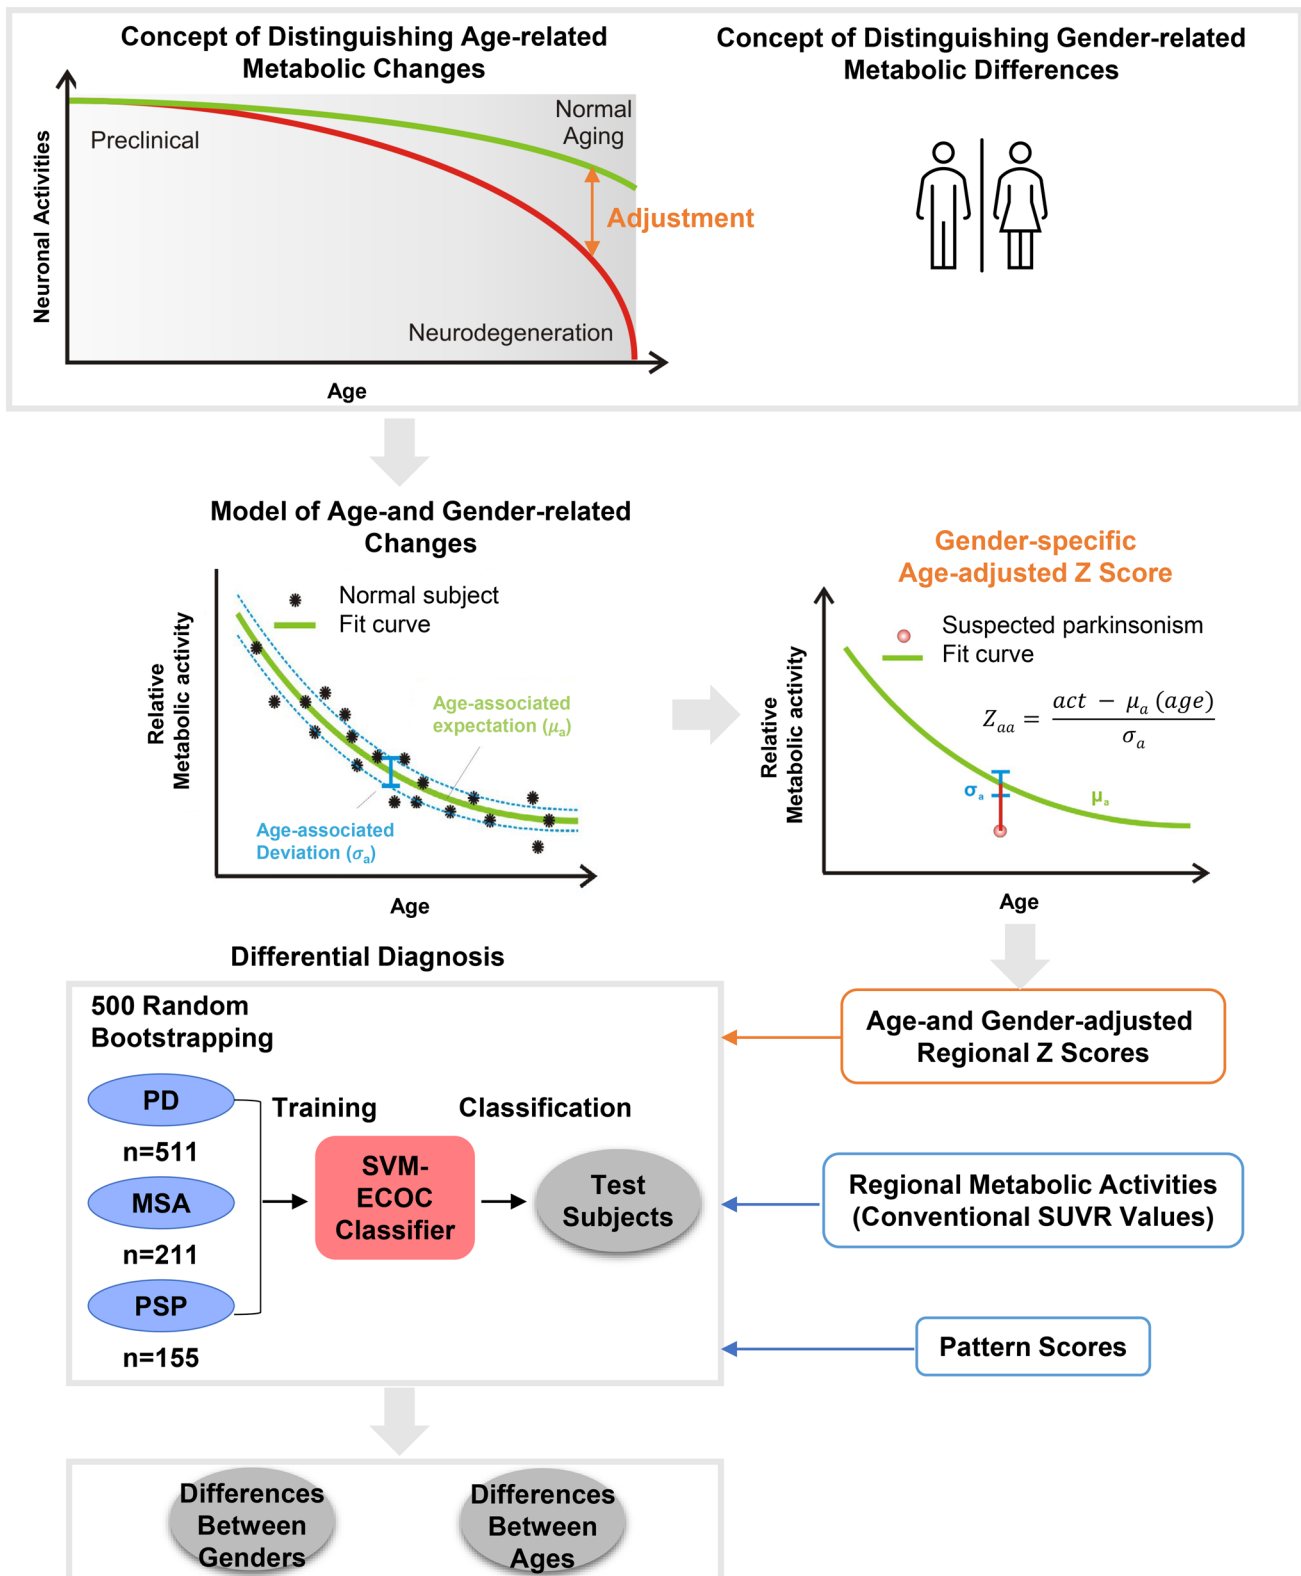 Concept of Distinguishing Age-related
Metabolic Changes
Concept of Distinguishing Gender-related
Metabolic Differences
Neuronal Activities
Preclinical
Normal
Aging
Adjustment
Neurodegeneration
Age
Model of Age-and Gender-related
Changes
Relative
Metabolic activity
Normal subject
Fit curve
Age-associated
expectation (μa)
Age-associated
Deviation (σa)
Age
Gender-specific
Age-adjusted Z Score
Relative
Metabolic activity
Suspected parkinsonism
Fit curve
Zaa = act − μa (age) / σa
σa
μa
Age
Differential Diagnosis
500 Random
Bootstrapping
PD
n=511
MSA
n=211
PSP
n=155
Training
SVM-
ECOC
Classifier
Classification
Test
Subjects
Age-and Gender-adjusted
Regional Z Scores
Regional Metabolic Activities
(Conventional SUVR Values)
Pattern Scores
Differences
Between
Genders
Differences
Between
Ages